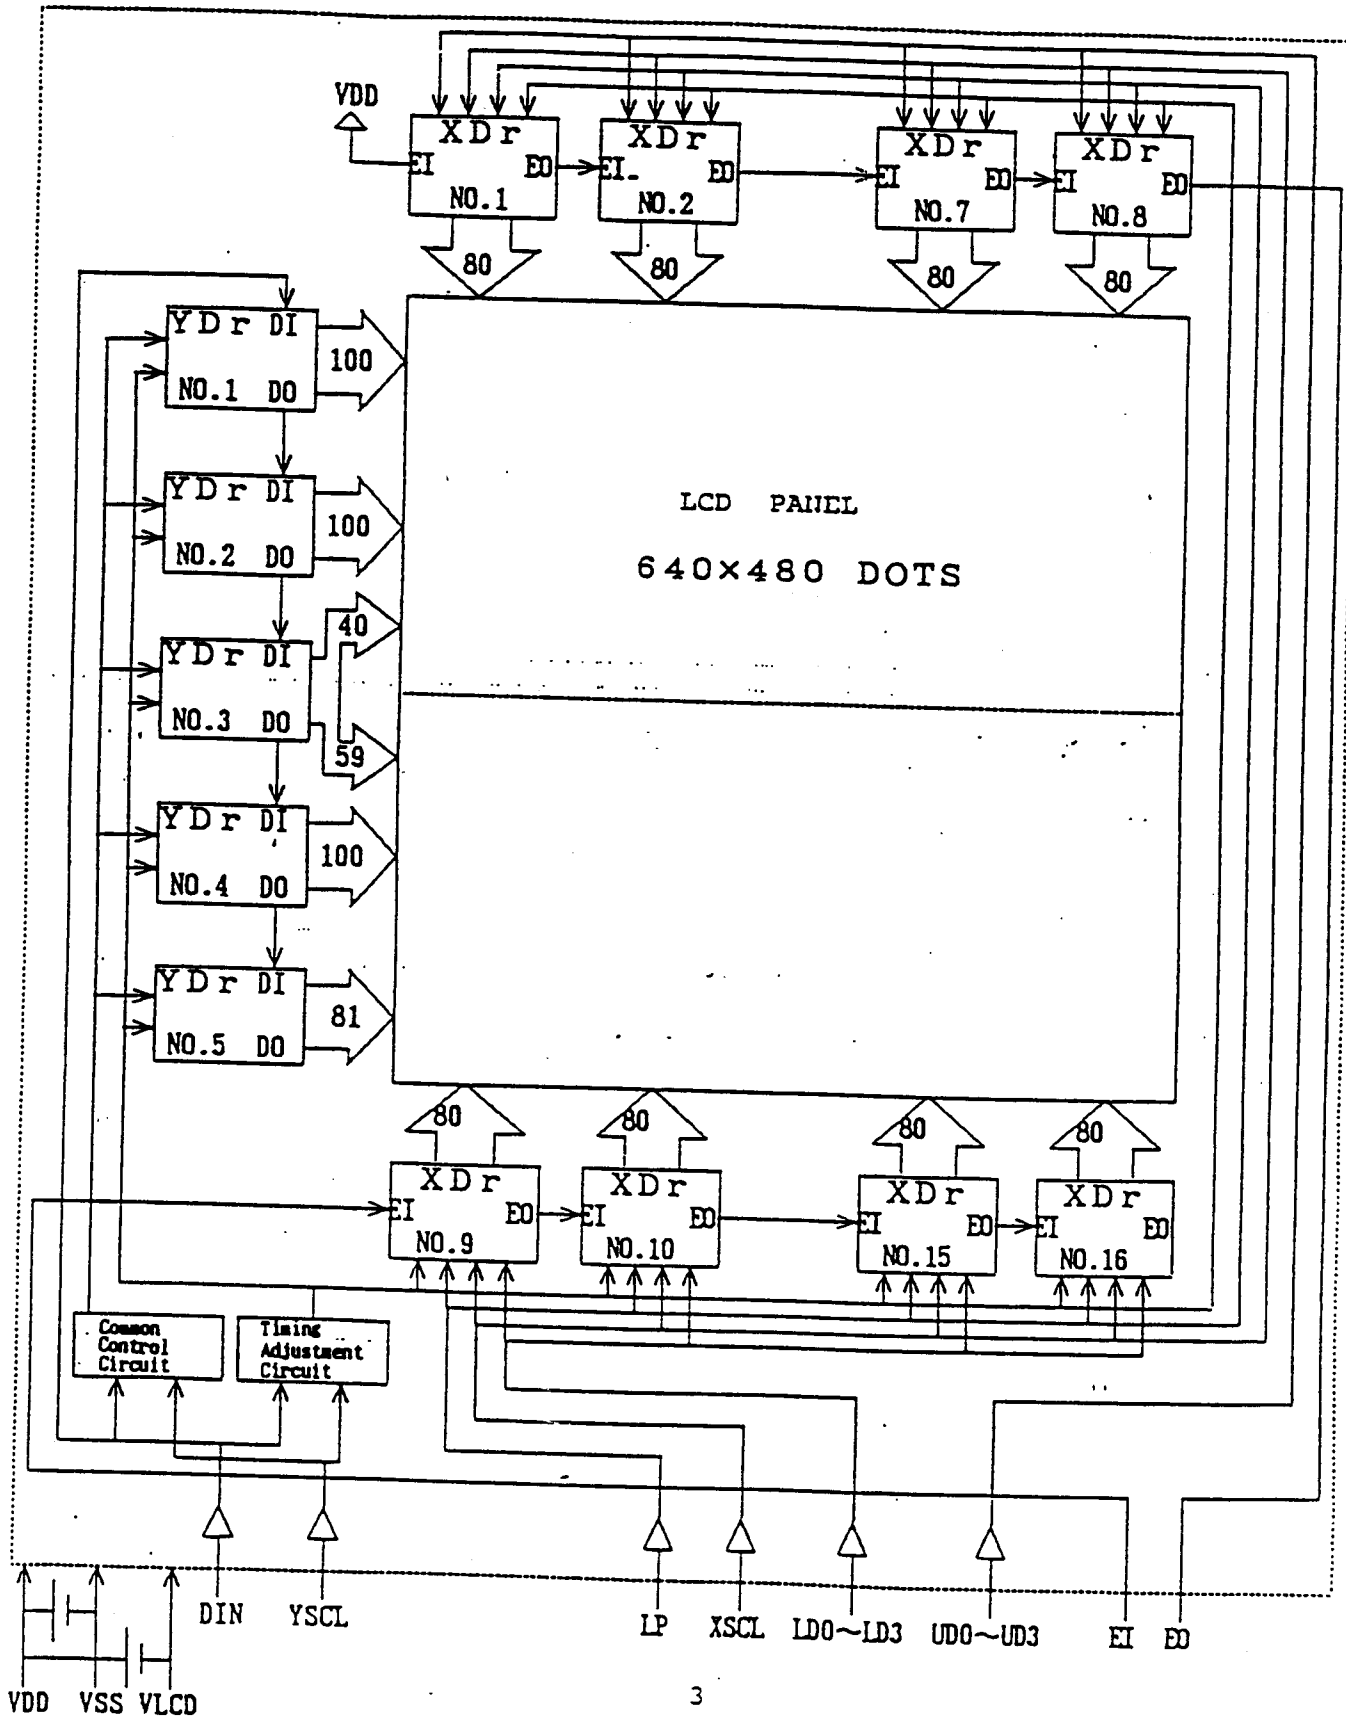 VDD
XDr
EI EO
NO.1
XDr
EI EO
NO.2
XDr
EI EO
NO.7
XDr
EI EO
NO.8
80
80
80
80
YDr DI
NO.1 DO
100
YDr DI
NO.2 DO
100
LCD PANEL
640×480 DOTS
YDr DI
NO.3 DO
40
59
YDr DI
NO.4 DO
100
YDr DI
NO.5 DO
81
80
80
80
80
XDr
EI EO
NO.9
XDr
EI EO
NO.10
XDr
EI EO
NO.15
XDr
EI EO
NO.16
Common
Control
Circuit
Timing
Adjustment
Circuit
DIN YSCL LP XSCL LD0~LD3 UD0~UD3 EI EO
VDD VSS VLCD
3